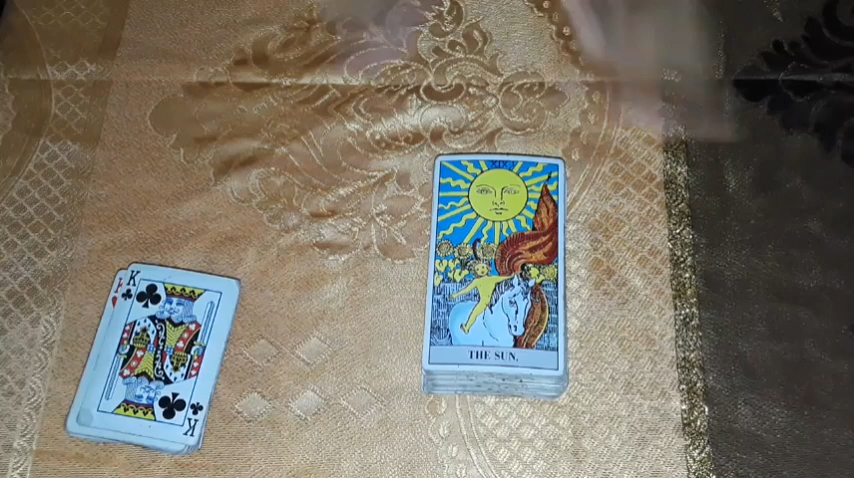 XIX
THE SUN.
K
K